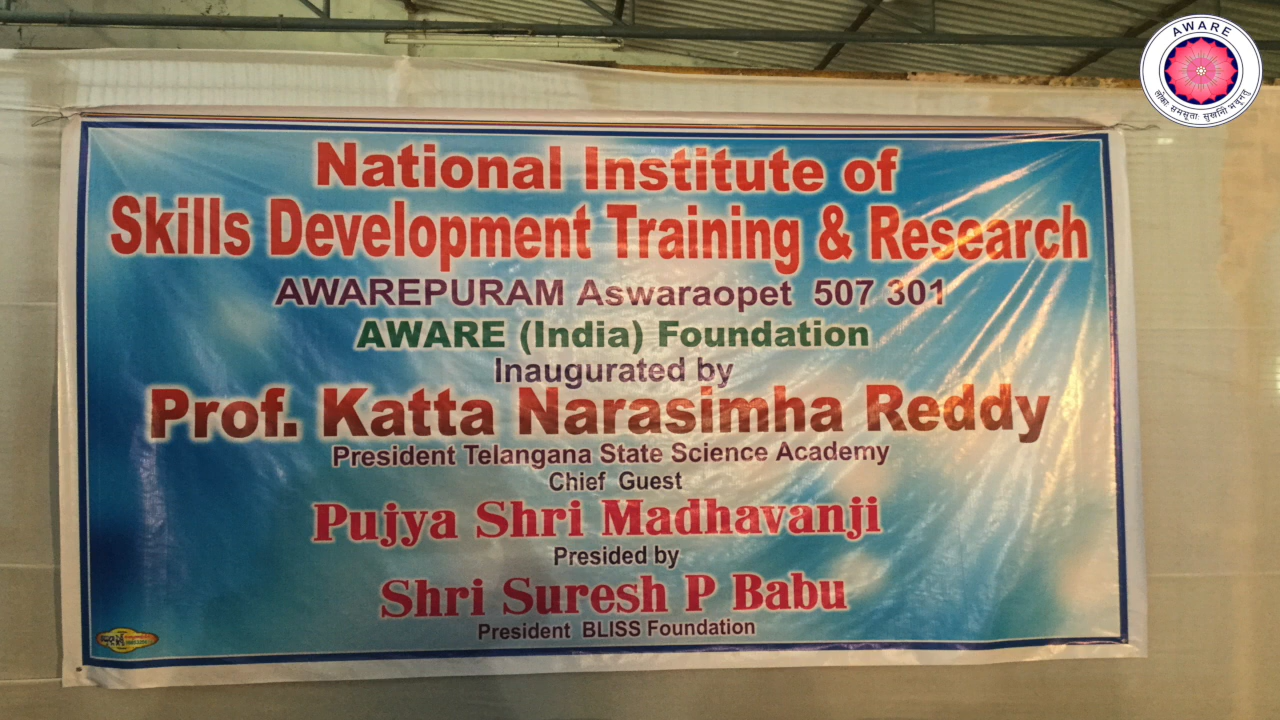 AWARE
National Institute of
Skills Development Training & Research
AWAREPURAM Aswaraopet 507 301
AWARE (India) Foundation
Inaugurated by
Prof. Katta Narasimha Reddy
President Telangana State Science Academy
Chief Guest
Pujya Shri Madhavanji
Presided by
Shri Suresh P Babu
President BLISS Foundation